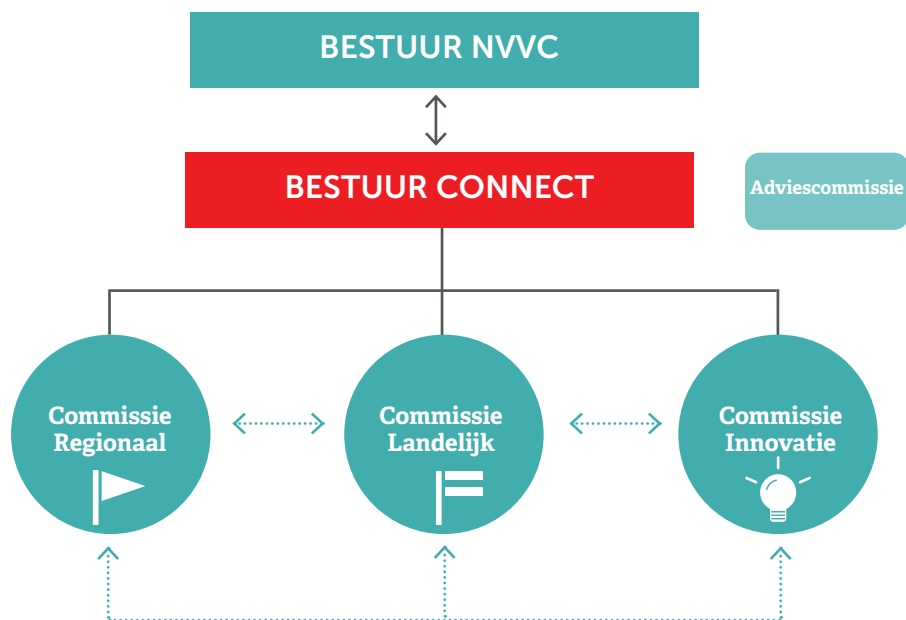 BESTUUR NVVC
BESTUUR CONNECT
Adviescommissie
Commissie
Regionaal
Commissie
Landelijk
Commissie
Innovatie